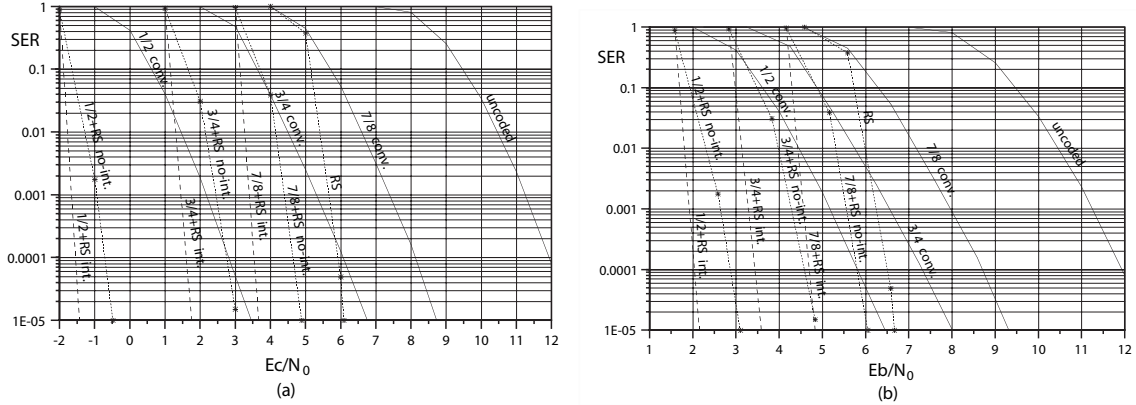 SER
1
0.1
0.01
0.001
0.0001
1E-05
-2 -1 0 1 2 3 4 5 6 7 8 9 10 11 12
Ec/N0
(a)
1/2+RS int.
1/2+RS no-int.
1/2 conv.
3/4+RS int.
3/4+RS no-int.
7/8+RS int.
3/4 conv.
7/8+RS no-int.
RS
7/8 conv.
uncoded
SER
1
0.1
0.01
0.001
0.0001
1E-05
1 2 3 4 5 6 7 8 9 10 11 12
Eb/N0
(b)
1/2+RS int.
1/2+RS no-int.
3/4+RS int.
1/2 conv.
3/4+RS no-int.
7/8+RS int.
7/8+RS no-int.
RS
3/4 conv.
7/8 conv.
uncoded